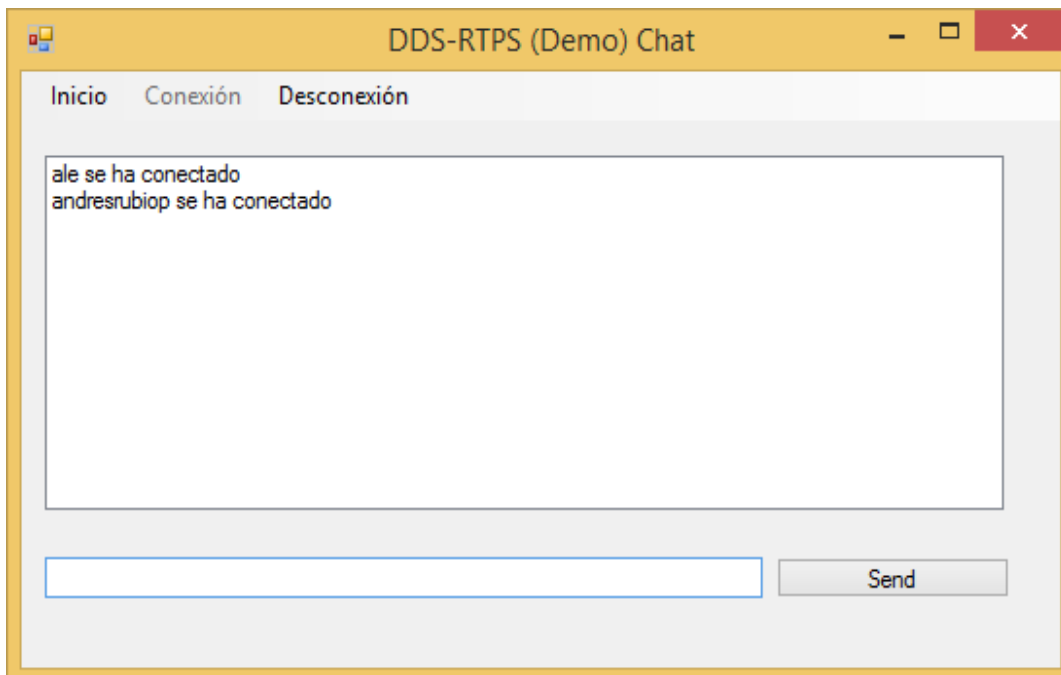 DDS-RTPS (Demo) Chat
Inicio Conexión Desconexión
ale se ha conectado
andresrubiop se ha conectado
Send